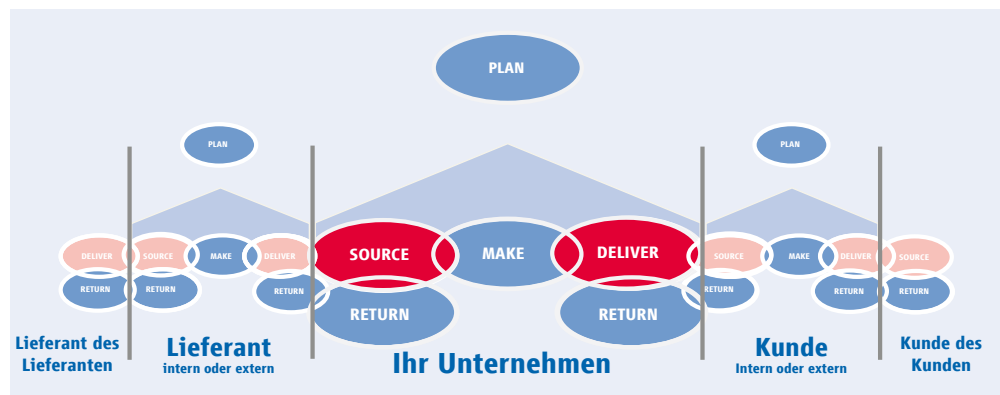 PLAN
PLAN
PLAN
DELIVER
SOURCE
MAKE
DELIVER
SOURCE
MAKE
DELIVER
SOURCE
MAKE
DELIVER
SOURCE
RETURN
RETURN
RETURN
RETURN
RETURN
RETURN
RETURN
RETURN
Lieferant des
Lieferanten
Lieferant
intern oder extern
Ihr Unternehmen
Kunde
Intern oder extern
Kunde des
Kunden